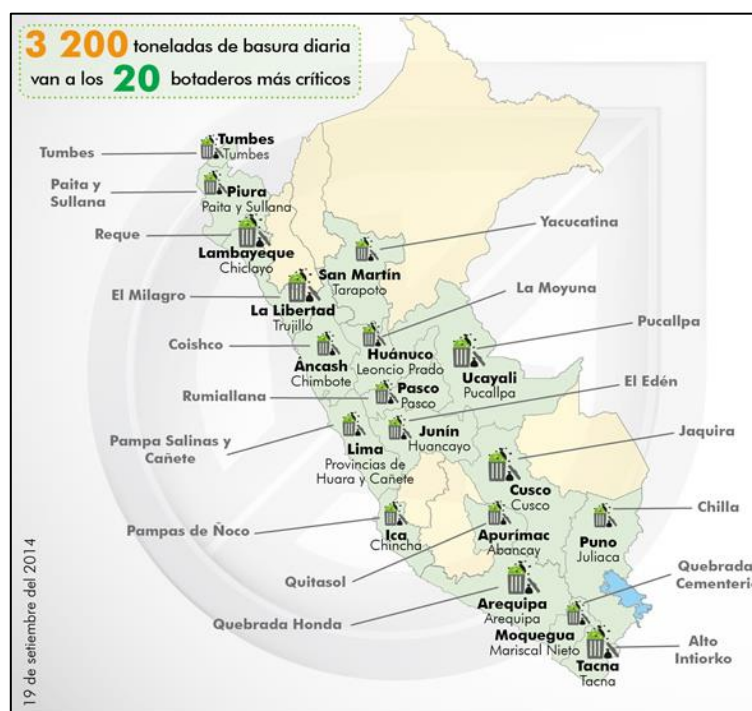 3 200 toneladas de basura diaria
van a los 20 botaderos más críticos
Tumbes
Tumbes
Tumbes
Paita y
Sullana
Piura
Paita y Sullana
Reque
Lambayeque
Chiclayo
Yacucatina
San Martín
Tarapoto
El Milagro
La Libertad
Trujillo
La Moyuna
Coishco
Áncash
Chimbote
Huánuco
Leoncio Prado
Pucallpa
Ucayali
Pucallpa
Rumiallana
Pasco
Pasco
El Edén
Pampa Salinas y
Cañete
Lima
Provincias de
Huara y Cañete
Junín
Huancayo
Jaquira
Cusco
Cusco
Pampas de Ñoco
Ica
Chincha
Quitasol
Apurímac
Abancay
Chilla
Puno
Juliaca
Quebrada Honda
Arequipa
Arequipa
Quebrada
Cementerio
Moquegua
Mariscal Nieto
Alto
Intiorko
Tacna
Tacna
19 de setiembre del 2014